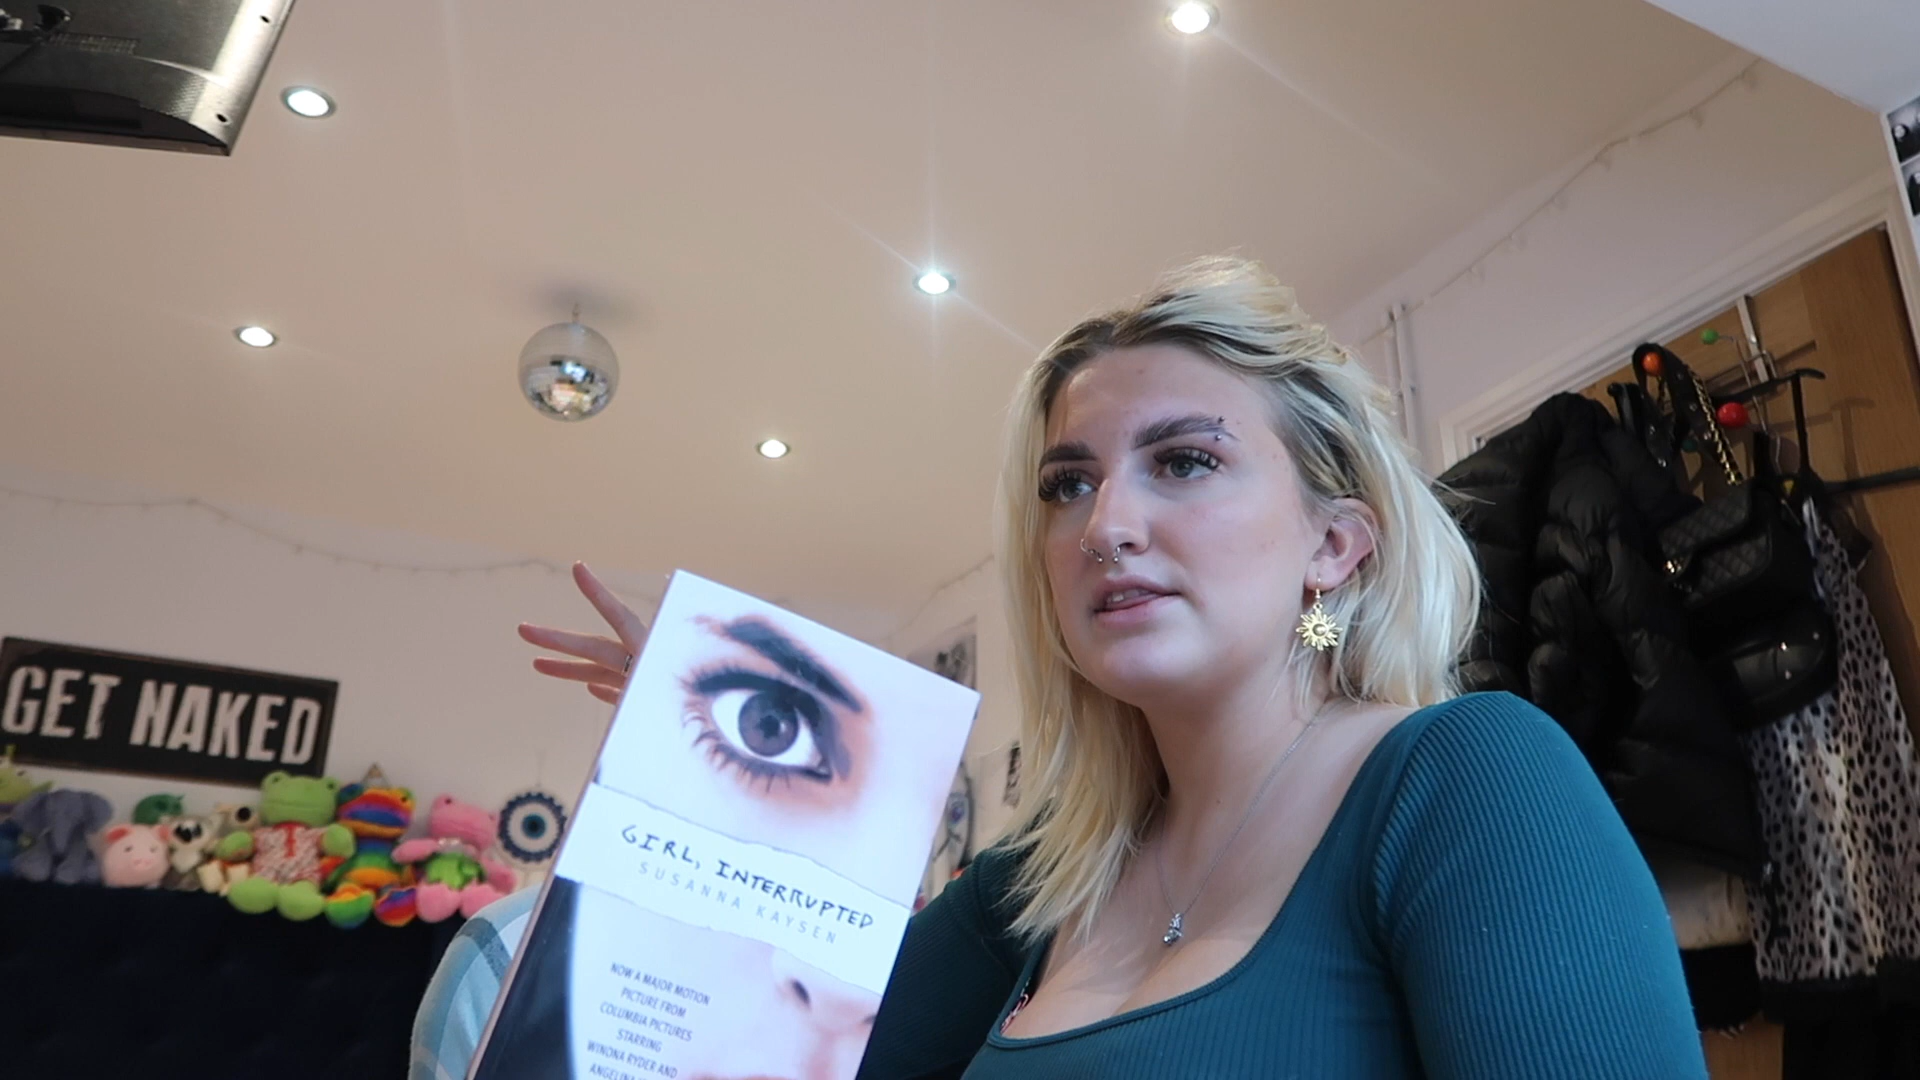 GET NAKED
GIRL, INTERRUPTED
SUSANNA KAYSEN
NOW A MAJOR MOTION
PICTURE FROM
COLUMBIA PICTURES
STARRING
WINONA RYDER AND